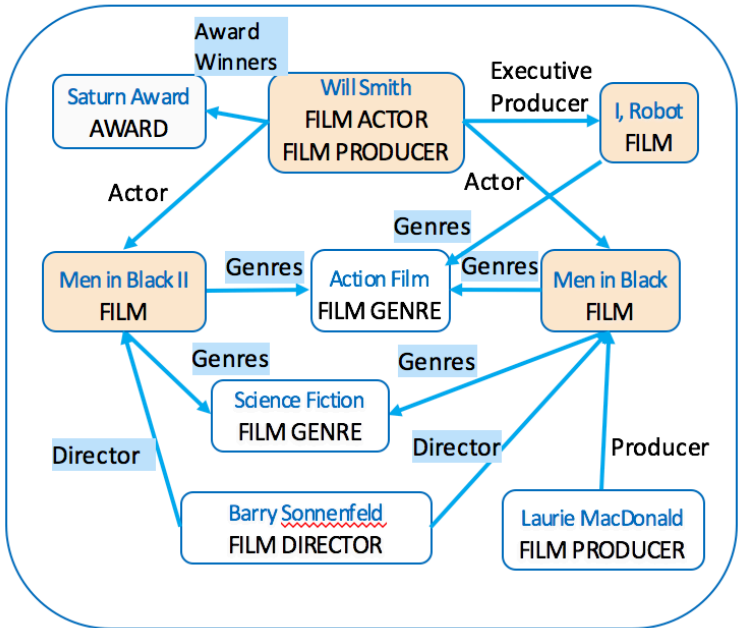 Award
Winners
Saturn Award
AWARD
Will Smith
FILM ACTOR
FILM PRODUCER
Executive
Producer
I, Robot
FILM
Actor
Actor
Genres
Men in Black II
FILM
Genres
Action Film
FILM GENRE
Genres
Men in Black
FILM
Genres
Genres
Science Fiction
FILM GENRE
Director
Director
Producer
Barry Sonnenfeld
FILM DIRECTOR
Laurie MacDonald
FILM PRODUCER